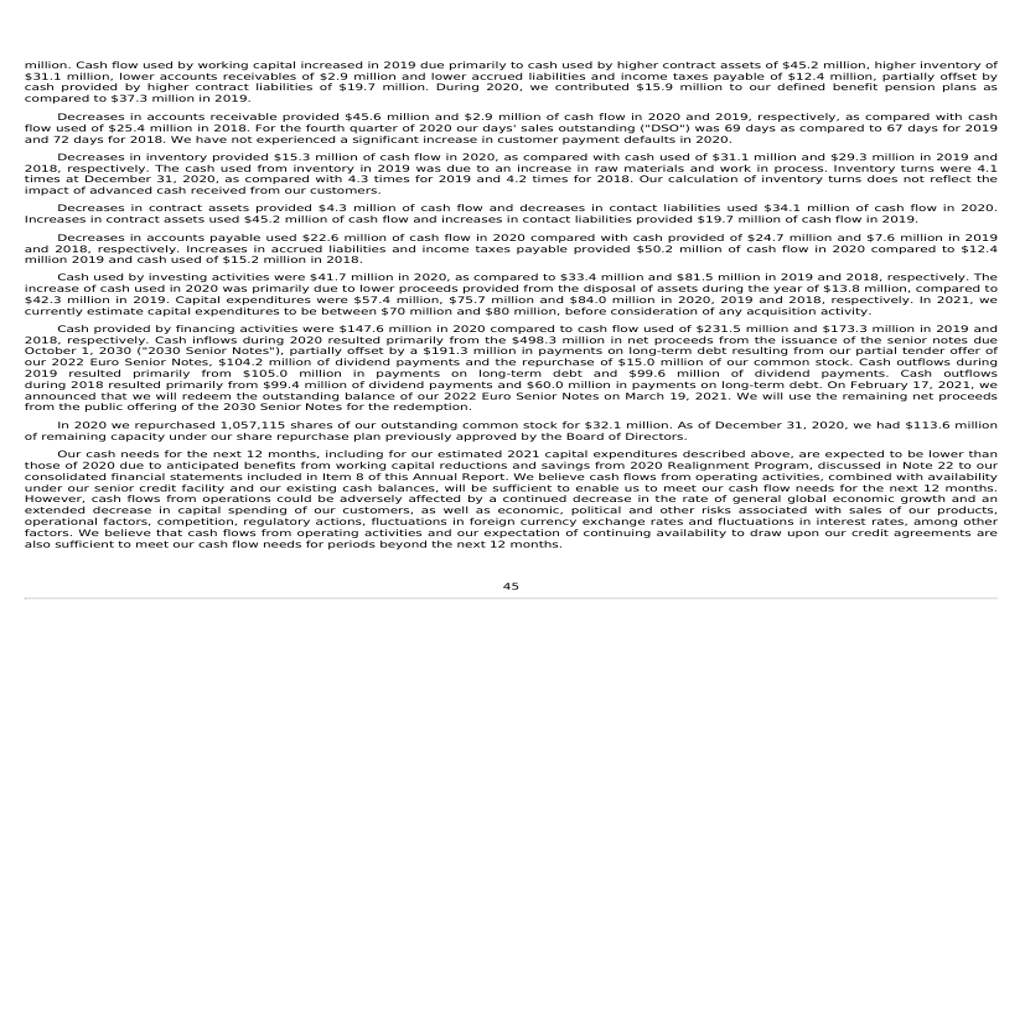 million. Cash flow used by working capital increased in 2019 due primarily to cash used by higher contract assets of $45.2 million, higher inventory of
$31.1 million, lower accounts receivables of $2.9 million and lower accrued liabilities and income taxes payable of $12.4 million, partially offset by
cash provided by higher contract liabilities of $19.7 million. During 2020, we contributed $15.9 million to our defined benefit pension plans as
compared to $37.3 million in 2019.
Decreases in accounts receivable provided $45.6 million and $2.9 million of cash flow in 2020 and 2019, respectively, as compared with cash
flow used of $25.4 million in 2018. For the fourth quarter of 2020 our days' sales outstanding ("DSO") was 69 days as compared to 67 days for 2019
and 72 days for 2018. We have not experienced a significant increase in customer payment defaults in 2020.
Decreases in inventory provided $15.3 million of cash flow in 2020, as compared with cash used of $31.1 million and $29.3 million in 2019 and
2018, respectively. The cash used from inventory in 2019 was due to an increase in raw materials and work in process. Inventory turns were 4.1
times at December 31, 2020, as compared with 4.3 times for 2019 and 4.2 times for 2018. Our calculation of inventory turns does not reflect the
impact of advanced cash received from our customers.
Decreases in contract assets provided $4.3 million of cash flow and decreases in contact liabilities used $34.1 million of cash flow in 2020.
Increases in contract assets used $45.2 million of cash flow and increases in contact liabilities provided $19.7 million of cash flow in 2019.
Decreases in accounts payable used $22.6 million of cash flow in 2020 compared with cash provided of $24.7 million and $7.6 million in 2019
and 2018, respectively. Increases in accrued liabilities and income taxes payable provided $50.2 million of cash flow in 2020 compared to $12.4
million 2019 and cash used of $15.2 million in 2018.
Cash used by investing activities were $41.7 million in 2020, as compared to $33.4 million and $81.5 million in 2019 and 2018, respectively. The
increase of cash used in 2020 was primarily due to lower proceeds provided from the disposal of assets during the year of $13.8 million, compared to
$42.3 million in 2019. Capital expenditures were $57.4 million, $75.7 million and $84.0 million in 2020, 2019 and 2018, respectively. In 2021, we
currently estimate capital expenditures to be between $70 million and $80 million, before consideration of any acquisition activity.
Cash provided by financing activities were $147.6 million in 2020 compared to cash flow used of $231.5 million and $173.3 million in 2019 and
2018, respectively. Cash inflows during 2020 resulted primarily from the $498.3 million in net proceeds from the issuance of the senior notes due
October 1, 2030 ("2030 Senior Notes"), partially offset by a $191.3 million in payments on long-term debt resulting from our partial tender offer of
our 2022 Euro Senior Notes, $104.2 million of dividend payments and the repurchase of $15.0 million of our common stock. Cash outflows during
2019 resulted primarily from $105.0 million in payments on long-term debt and $99.6 million of dividend payments. Cash outflows
during 2018 resulted primarily from $99.4 million of dividend payments and $60.0 million in payments on long-term debt. On February 17, 2021, we
announced that we will redeem the outstanding balance of our 2022 Euro Senior Notes on March 19, 2021. We will use the remaining net proceeds
from the public offering of the 2030 Senior Notes for the redemption.
In 2020 we repurchased 1,057,115 shares of our outstanding common stock for $32.1 million. As of December 31, 2020, we had $113.6 million
of remaining capacity under our share repurchase plan previously approved by the Board of Directors.
Our cash needs for the next 12 months, including for our estimated 2021 capital expenditures described above, are expected to be lower than
those of 2020 due to anticipated benefits from working capital reductions and savings from 2020 Realignment Program, discussed in Note 22 to our
consolidated financial statements included in Item 8 of this Annual Report. We believe cash flows from operating activities, combined with availability
under our senior credit facility and our existing cash balances, will be sufficient to enable us to meet our cash flow needs for the next 12 months.
However, cash flows from operations could be adversely affected by a continued decrease in the rate of general global economic growth and an
extended decrease in capital spending of our customers, as well as economic, political and other risks associated with sales of our products,
operational factors, competition, regulatory actions, fluctuations in foreign currency exchange rates and fluctuations in interest rates, among other
factors. We believe that cash flows from operating activities and our expectation of continuing availability to draw upon our credit agreements are
also sufficient to meet our cash flow needs for periods beyond the next 12 months.
45